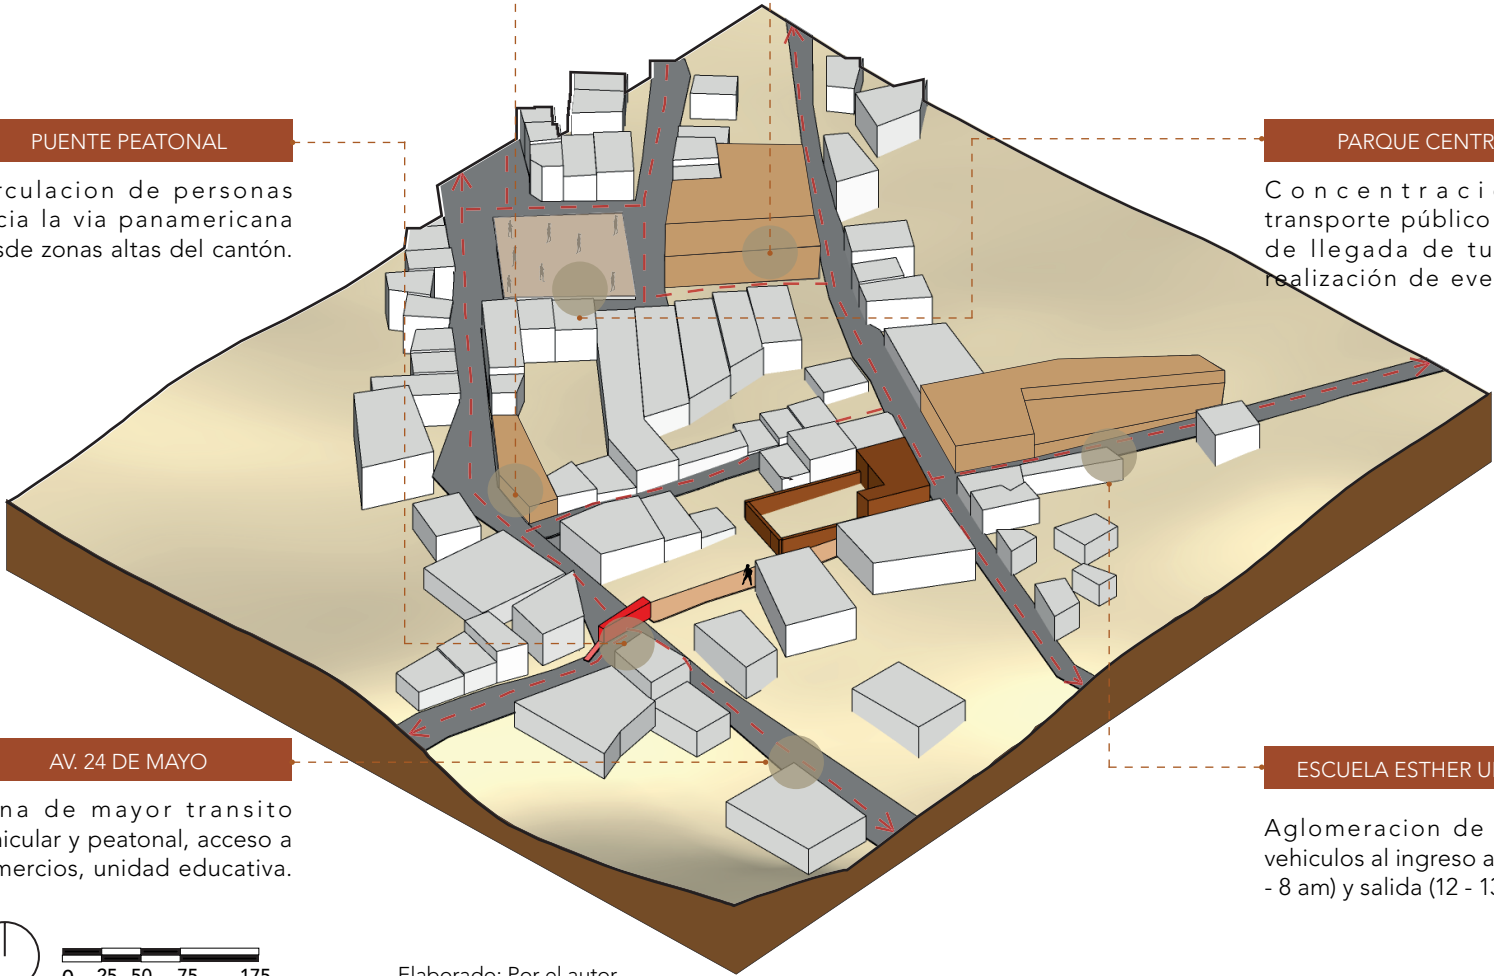 PUENTE PEATONAL
rculacion de personas
cia la via panamericana
sde zonas altas del cantón.
PARQUE CENTR
Concentraci
transporte público
de llegada de tu
realización de eve
AV. 24 DE MAYO
na de mayor transito
nicular y peatonal, acceso a
mercios, unidad educativa.
ESCUELA ESTHER U
Aglomeracion de
vehiculos al ingreso a
- 8 am) y salida (12 - 13
0 25 50 75 175
Elaborado: Por el autor